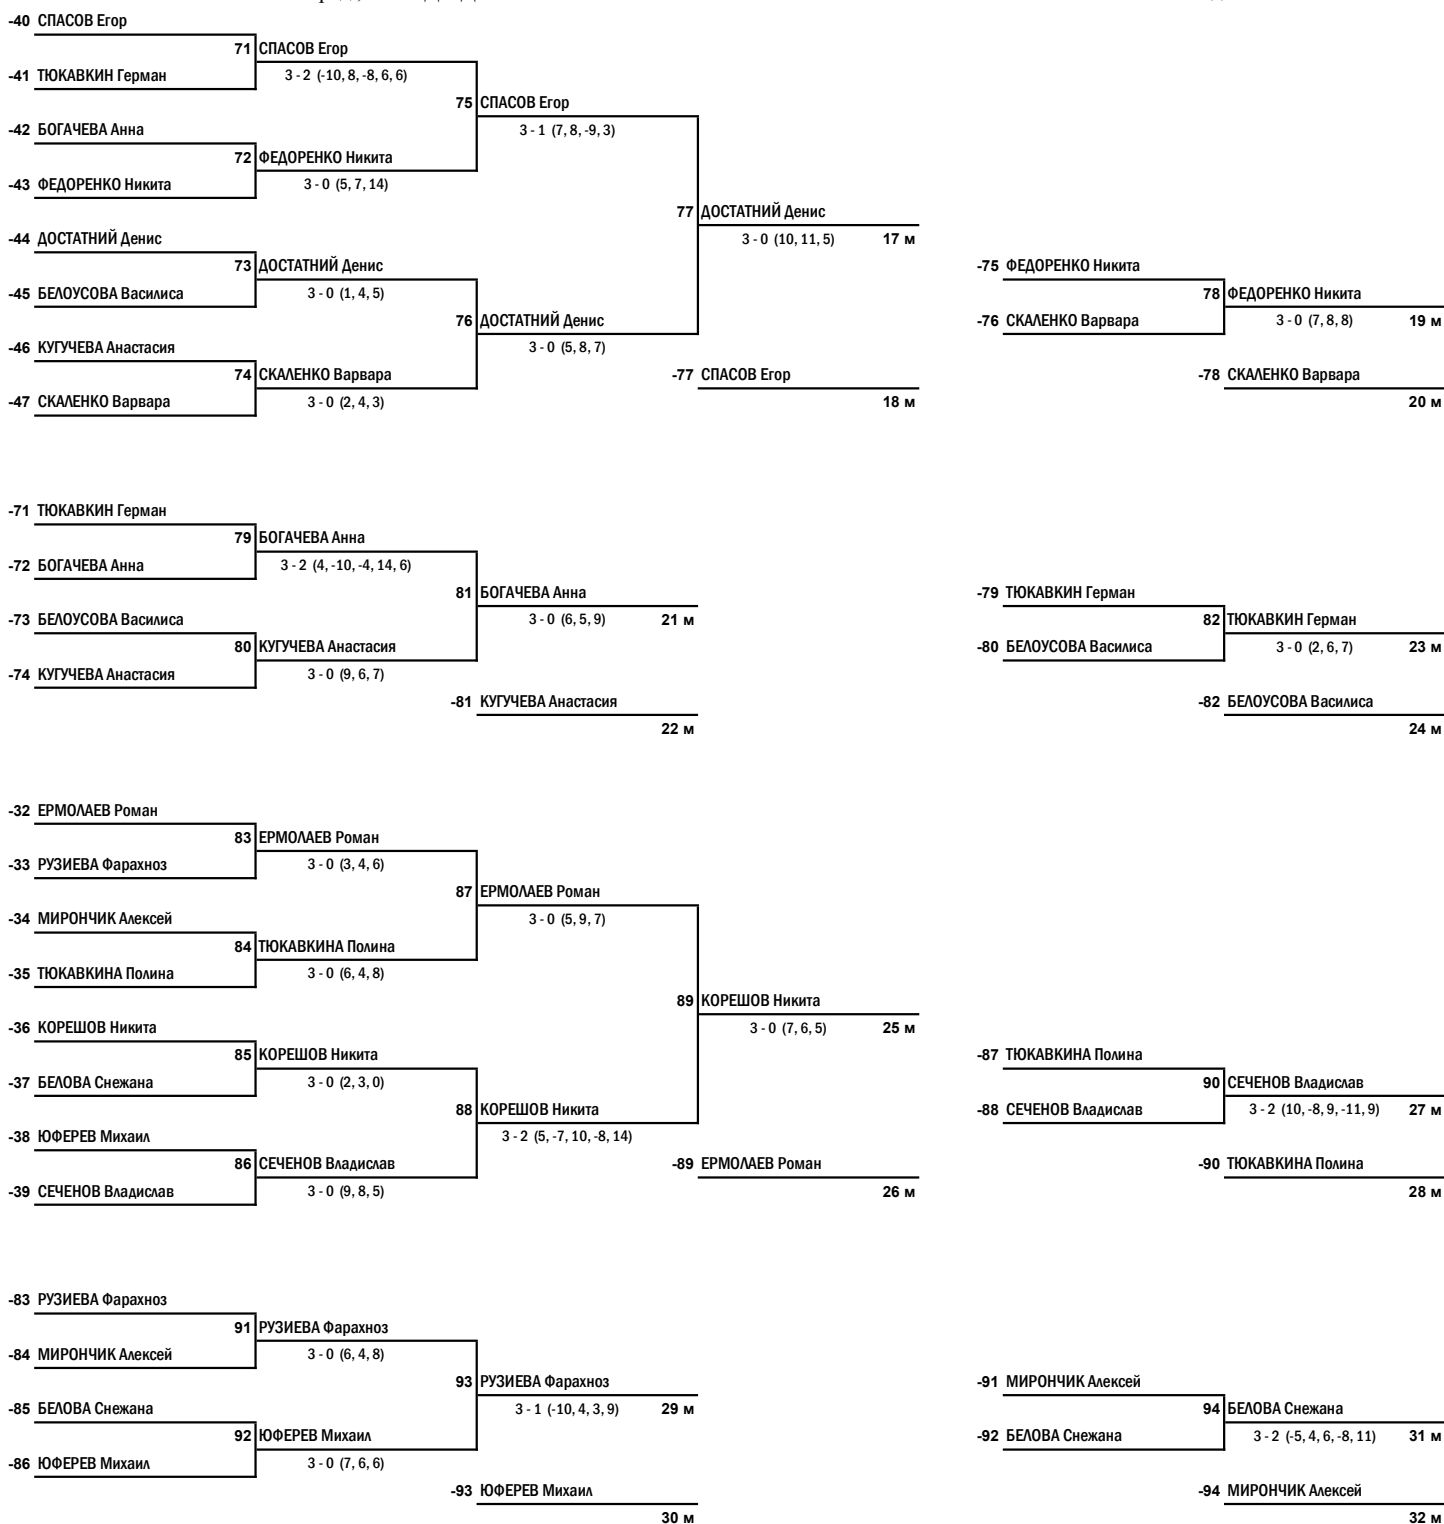 -40 СПАСОВ Егор
71 СПАСОВ Егор
-41 ТЮКАВКИН Герман
3 - 2 (-10, 8, -8, 6, 6)
75 СПАСОВ Егор
-42 БОГАЧЕВА Анна
3 - 1 (7, 8, -9, 3)
72 ФЕДОРЕНКО Никита
-43 ФЕДОРЕНКО Никита
3 - 0 (5, 7, 14)
77 ДОСТАТНИЙ Денис
-44 ДОСТАТНИЙ Денис
3 - 0 (10, 11, 5) 17 м
73 ДОСТАТНИЙ Денис
-75 ФЕДОРЕНКО Никита
-45 БЕЛОУСОВА Василиса
3 - 0 (1, 4, 5)
78 ФЕДОРЕНКО Никита
76 ДОСТАТНИЙ Денис
-76 СКАЛЕНКО Варвара
3 - 0 (7, 8, 8) 19 м
-46 КУГУЧЕВА Анастасия
3 - 0 (5, 8, 7)
74 СКАЛЕНКО Варвара
-77 СПАСОВ Егор
-78 СКАЛЕНКО Варвара
-47 СКАЛЕНКО Варвара
3 - 0 (2, 4, 3)
18 м
20 м
-71 ТЮКАВКИН Герман
79 БОГАЧЕВА Анна
-72 БОГАЧЕВА Анна
3 - 2 (4, -10, -4, 14, 6)
81 БОГАЧЕВА Анна
-79 ТЮКАВКИН Герман
-73 БЕЛОУСОВА Василиса
3 - 0 (6, 5, 9) 21 м
82 ТЮКАВКИН Герман
80 КУГУЧЕВА Анастасия
-80 БЕЛОУСОВА Василиса
3 - 0 (2, 6, 7) 23 м
-74 КУГУЧЕВА Анастасия
3 - 0 (9, 6, 7)
-81 КУГУЧЕВА Анастасия
-82 БЕЛОУСОВА Василиса
22 м
24 м
-32 ЕРМОЛАЕВ Роман
83 ЕРМОЛАЕВ Роман
-33 РУЗИЕВА Фарахноз
3 - 0 (3, 4, 6)
87 ЕРМОЛАЕВ Роман
-34 МИРОНЧИК Алексей
3 - 0 (5, 9, 7)
84 ТЮКАВКИНА Полина
-35 ТЮКАВКИНА Полина
3 - 0 (6, 4, 8)
89 КОРЕШОВ Никита
-36 КОРЕШОВ Никита
3 - 0 (7, 6, 5) 25 м
85 КОРЕШОВ Никита
-87 ТЮКАВКИНА Полина
-37 БЕЛОВА Снежана
3 - 0 (2, 3, 0)
90 СЕЧЕНОВ Владислав
88 КОРЕШОВ Никита
-88 СЕЧЕНОВ Владислав
3 - 2 (10, -8, 9, -11, 9) 27 м
-38 ЮФЕРЕВ Михаил
3 - 2 (5, -7, 10, -8, 14)
86 СЕЧЕНОВ Владислав
-89 ЕРМОЛАЕВ Роман
-90 ТЮКАВКИНА Полина
-39 СЕЧЕНОВ Владислав
3 - 0 (9, 8, 5)
26 м
28 м
-83 РУЗИЕВА Фарахноз
91 РУЗИЕВА Фарахноз
-84 МИРОНЧИК Алексей
3 - 0 (6, 4, 8)
93 РУЗИЕВА Фарахноз
-91 МИРОНЧИК Алексей
-85 БЕЛОВА Снежана
3 - 1 (-10, 4, 3, 9) 29 м
94 БЕЛОВА Снежана
92 ЮФЕРЕВ Михаил
-92 БЕЛОВА Снежана
3 - 2 (-5, 4, 6, -8, 11) 31 м
-86 ЮФЕРЕВ Михаил
3 - 0 (7, 6, 6)
-93 ЮФЕРЕВ Михаил
-94 МИРОНЧИК Алексей
30 м
32 м